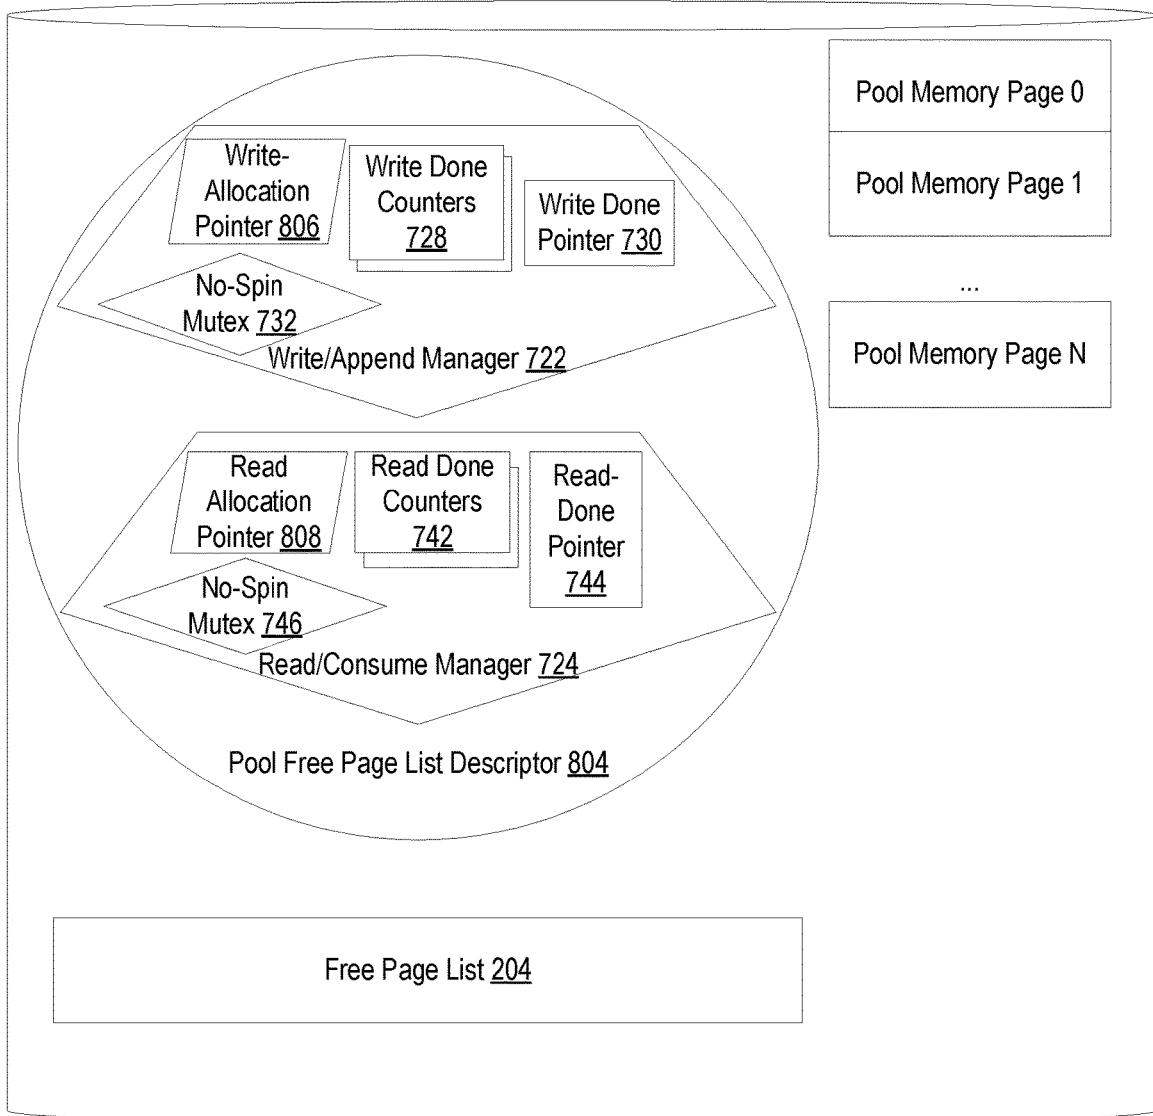 Write-
Allocation
Pointer 806
Write Done
Counters
728
Write Done
Pointer 730
No-Spin
Mutex 732
Write/Append Manager 722
Read
Allocation
Pointer 808
Read Done
Counters
742
Read-
Done
Pointer
744
No-Spin
Mutex 746
Read/Consume Manager 724
Pool Free Page List Descriptor 804
Free Page List 204
Pool Memory Page 0
Pool Memory Page 1
...
Pool Memory Page N